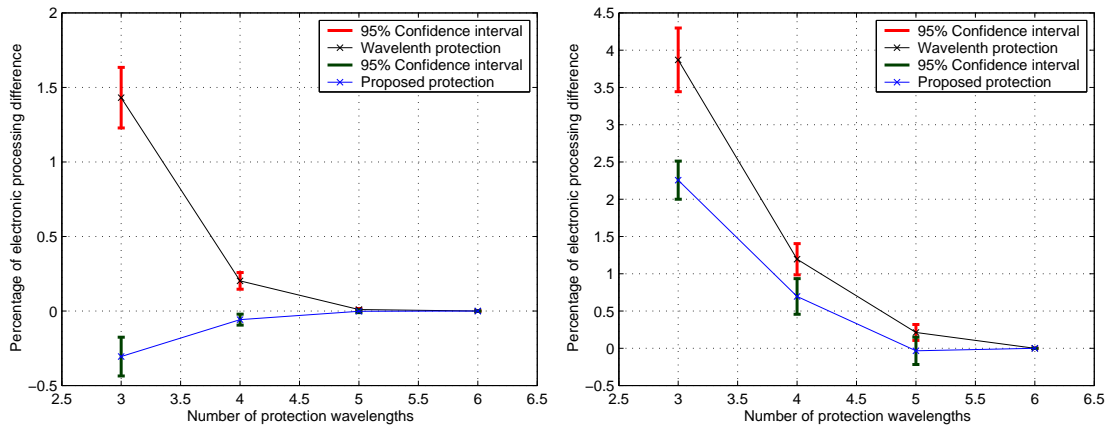 2
1.5
1
0.5
0
−0.5
2.5 3 3.5 4 4.5 5 5.5 6 6.5
Number of protection wavelengths
Percentage of electronic processing difference
95% Confidence interval
Wavelenth protection
95% Confidence interval
Proposed protection
4.5
4
3.5
3
2.5
2
1.5
1
0.5
0
−0.5
2.5 3 3.5 4 4.5 5 5.5 6 6.5
Number of protection wavelengths
Percentage of electronic processing difference
95% Confidence interval
Wavelenth protection
95% Confidence interval
Proposed protection